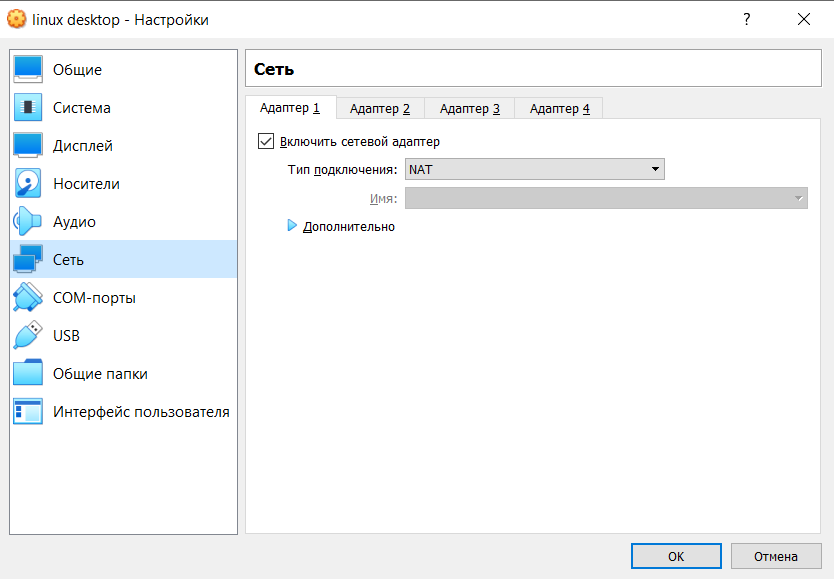 linux desktop - Настройки
?
Общие
Система
Дисплей
Носители
Аудио
Сеть
COM-порты
USB
Общие папки
Интерфейс пользователя
Сеть
Адаптер 1
Адаптер 2
Адаптер 3
Адаптер 4
Включить сетевой адаптер
Тип подключения: NAT
Имя:
Дополнительно
OK
Отмена